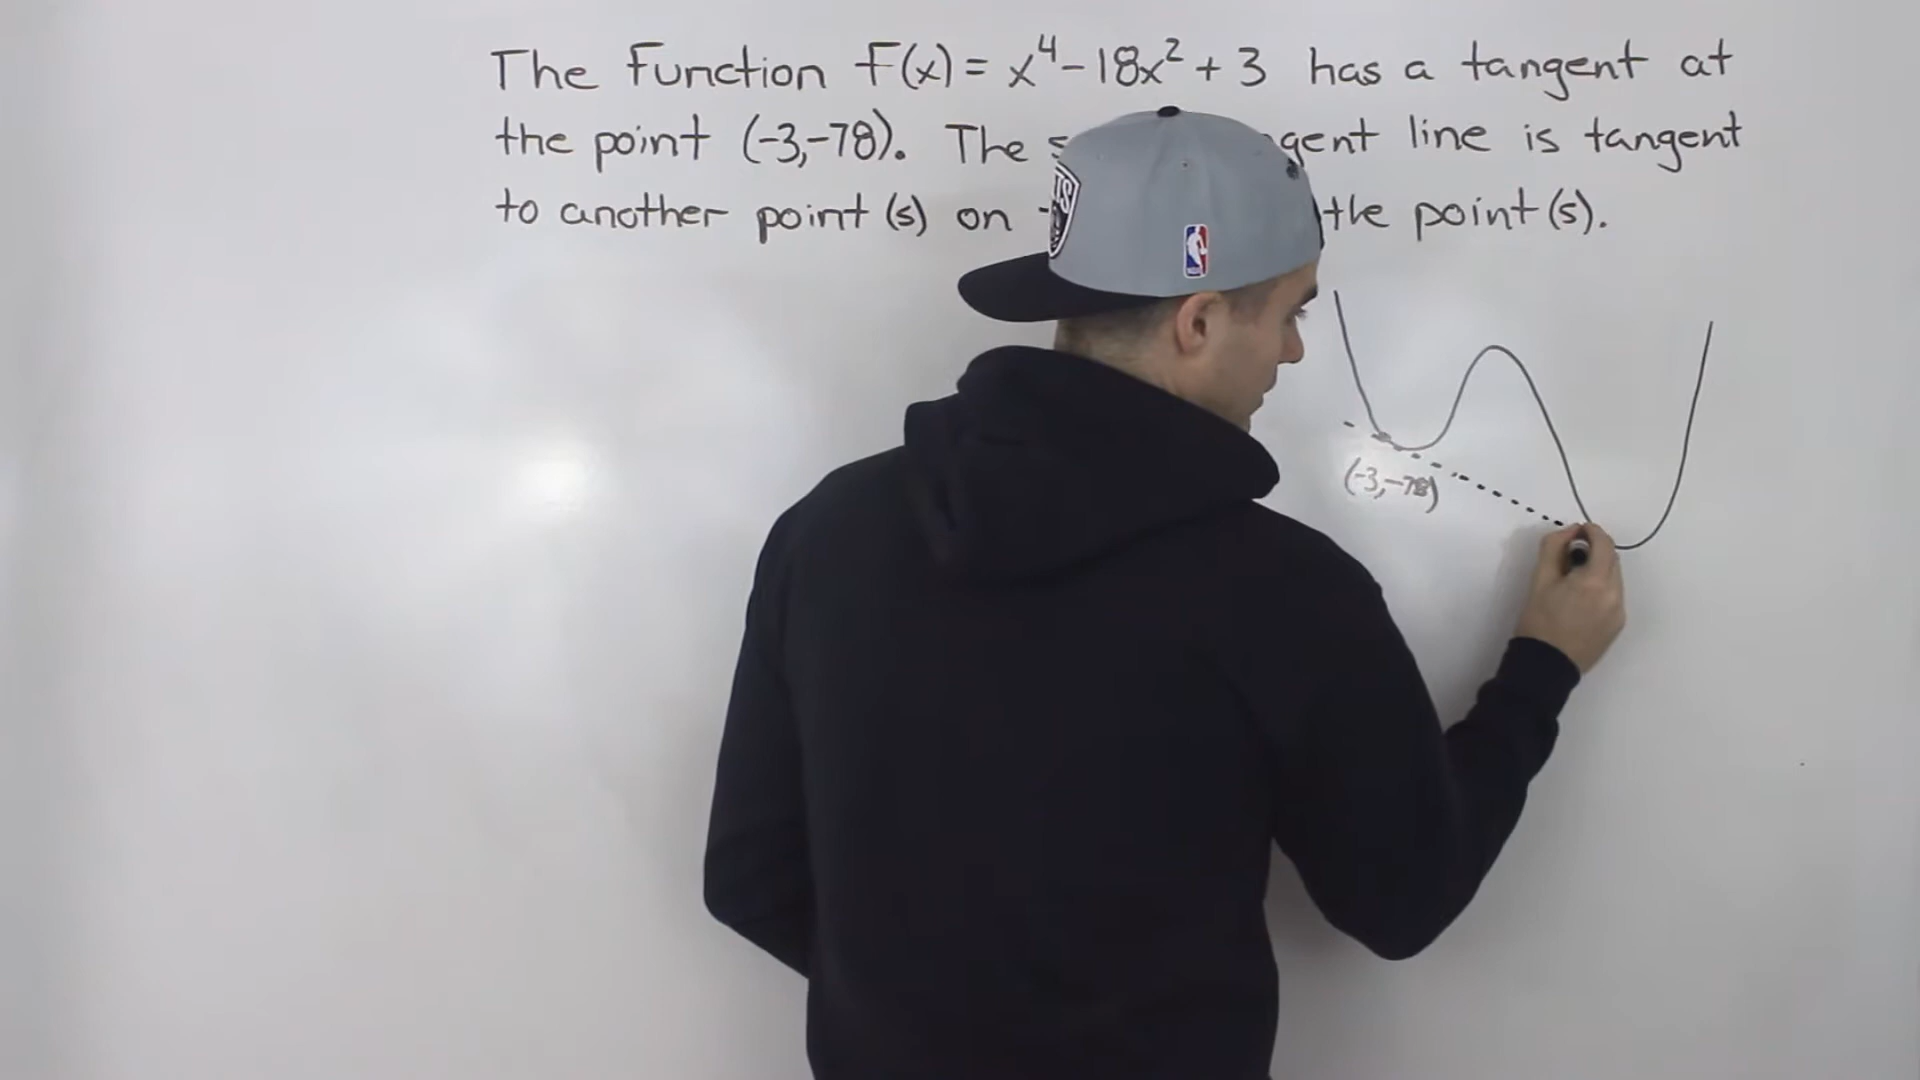 The function F(x) = x⁴ - 18x² + 3 has a tangent at
the point (-3,-78). The line is tangent
to another point (s) on the point (s).
(-3,-78)